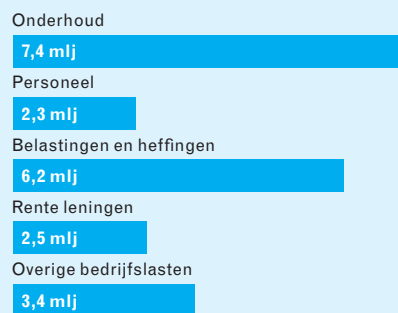 Onderhoud
7,4 mlj
Personeel
2,3 mlj
Belastingen en heffingen
6,2 mlj
Rente leningen
2,5 mlj
Overige bedrijfslasten
3,4 mlj